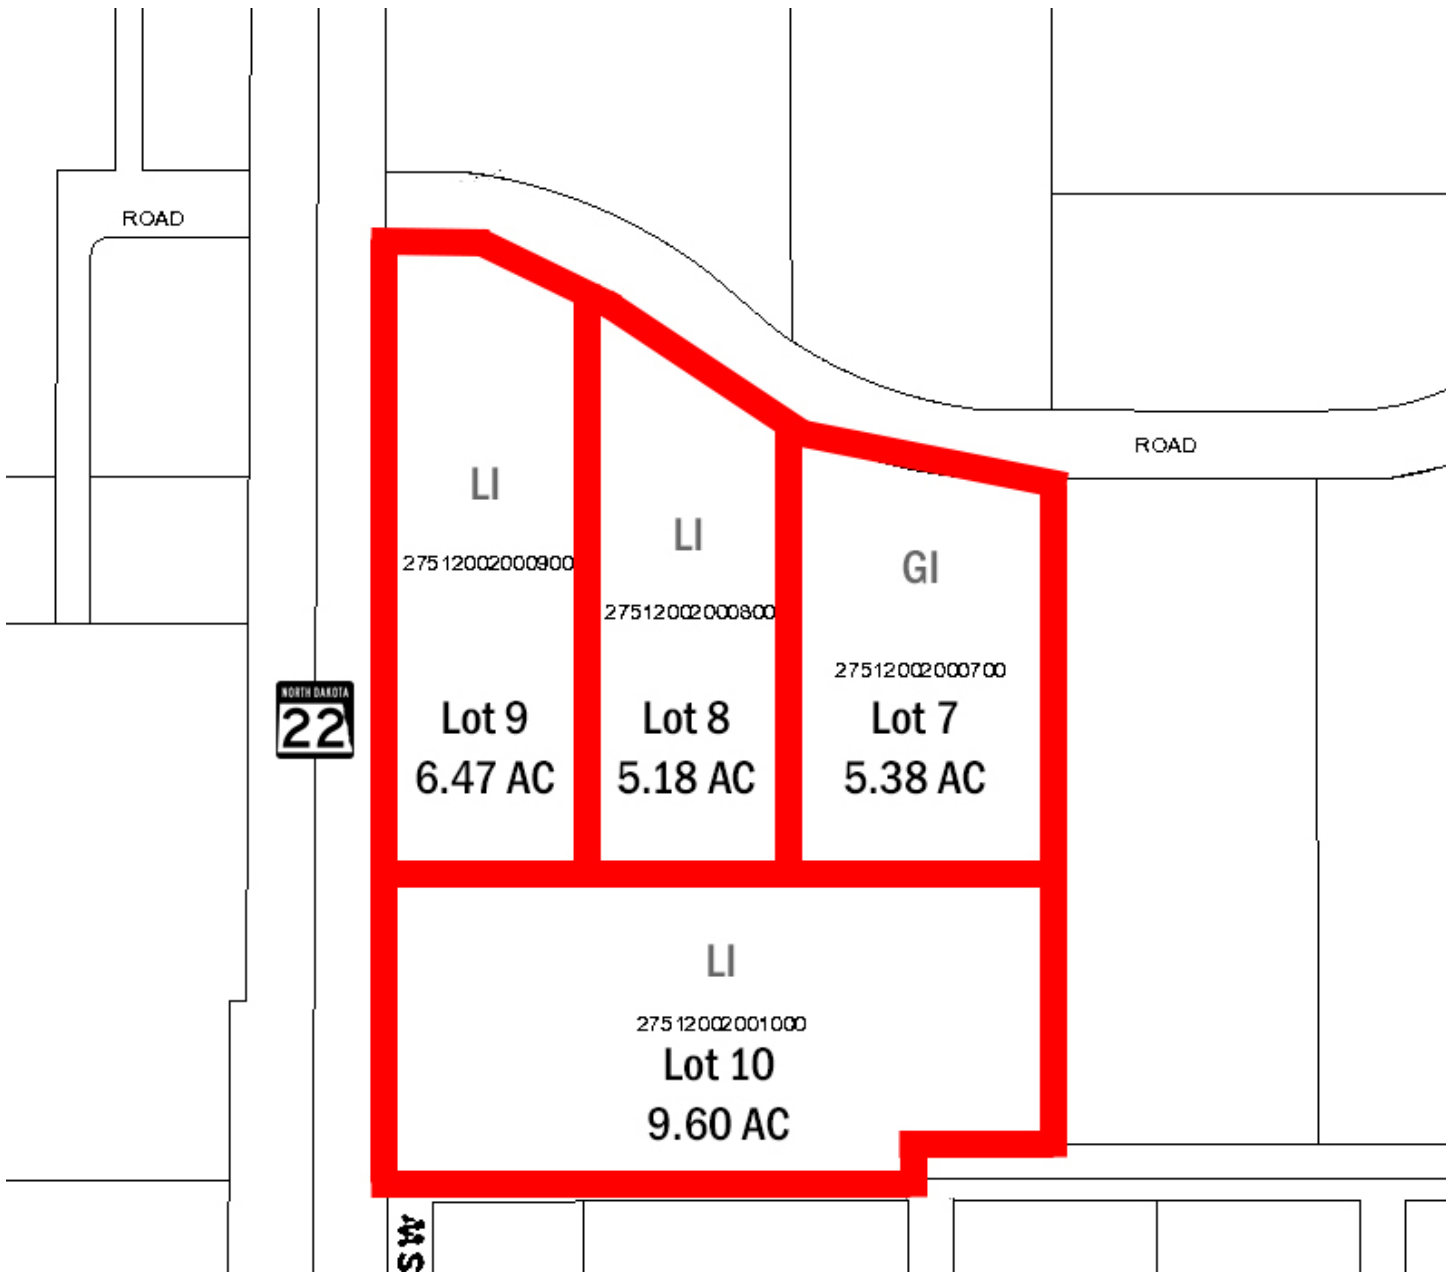 ROAD
ROAD
LI
27512002000900
Lot 9
6.47 AC
LI
27512002000800
Lot 8
5.18 AC
GI
27512002000700
Lot 7
5.38 AC
NORTH DAKOTA
22
LI
27512002001000
Lot 10
9.60 AC
SW